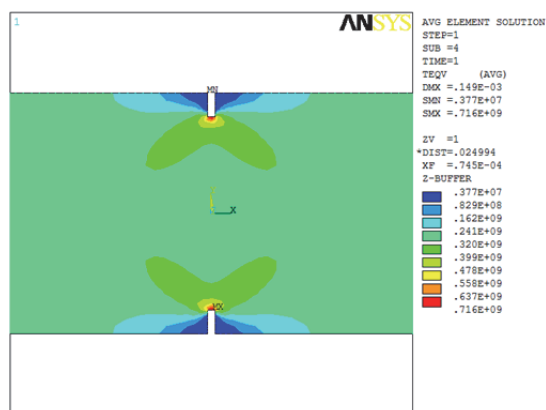 1
ANSYS
AVG ELEMENT SOLUTION
STEP=1
SUB =4
TIME=1
TEQV (AVG)
DMX =.149E-03
SMN =.377E+07
SMX =.716E+09
ZV =1
*DIST=.024994
XF =.745E-04
Z-BUFFER
.377E+07
.829E+08
.162E+09
.241E+09
.320E+09
.399E+09
.478E+09
.558E+09
.637E+09
.716E+09
MN
X
MX